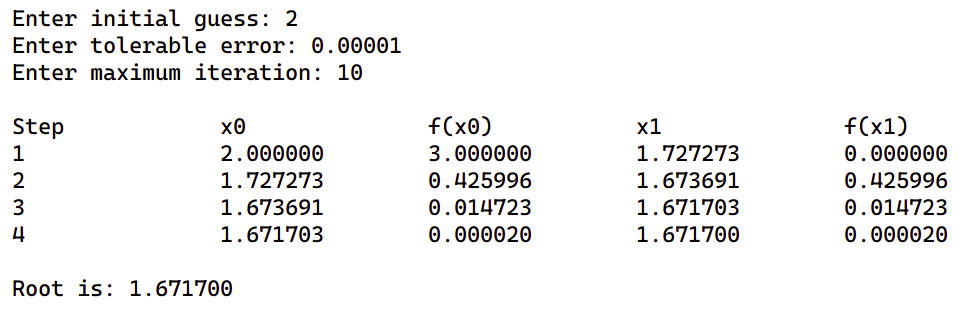 Enter initial guess: 2
Enter tolerable error: 0.00001
Enter maximum iteration: 10
Step x0 f(x0) x1 f(x1)
1 2.000000 3.000000 1.727273 0.000000
2 1.727273 0.425996 1.673691 0.425996
3 1.673691 0.014723 1.671703 0.014723
4 1.671703 0.000020 1.671700 0.000020
Root is: 1.671700